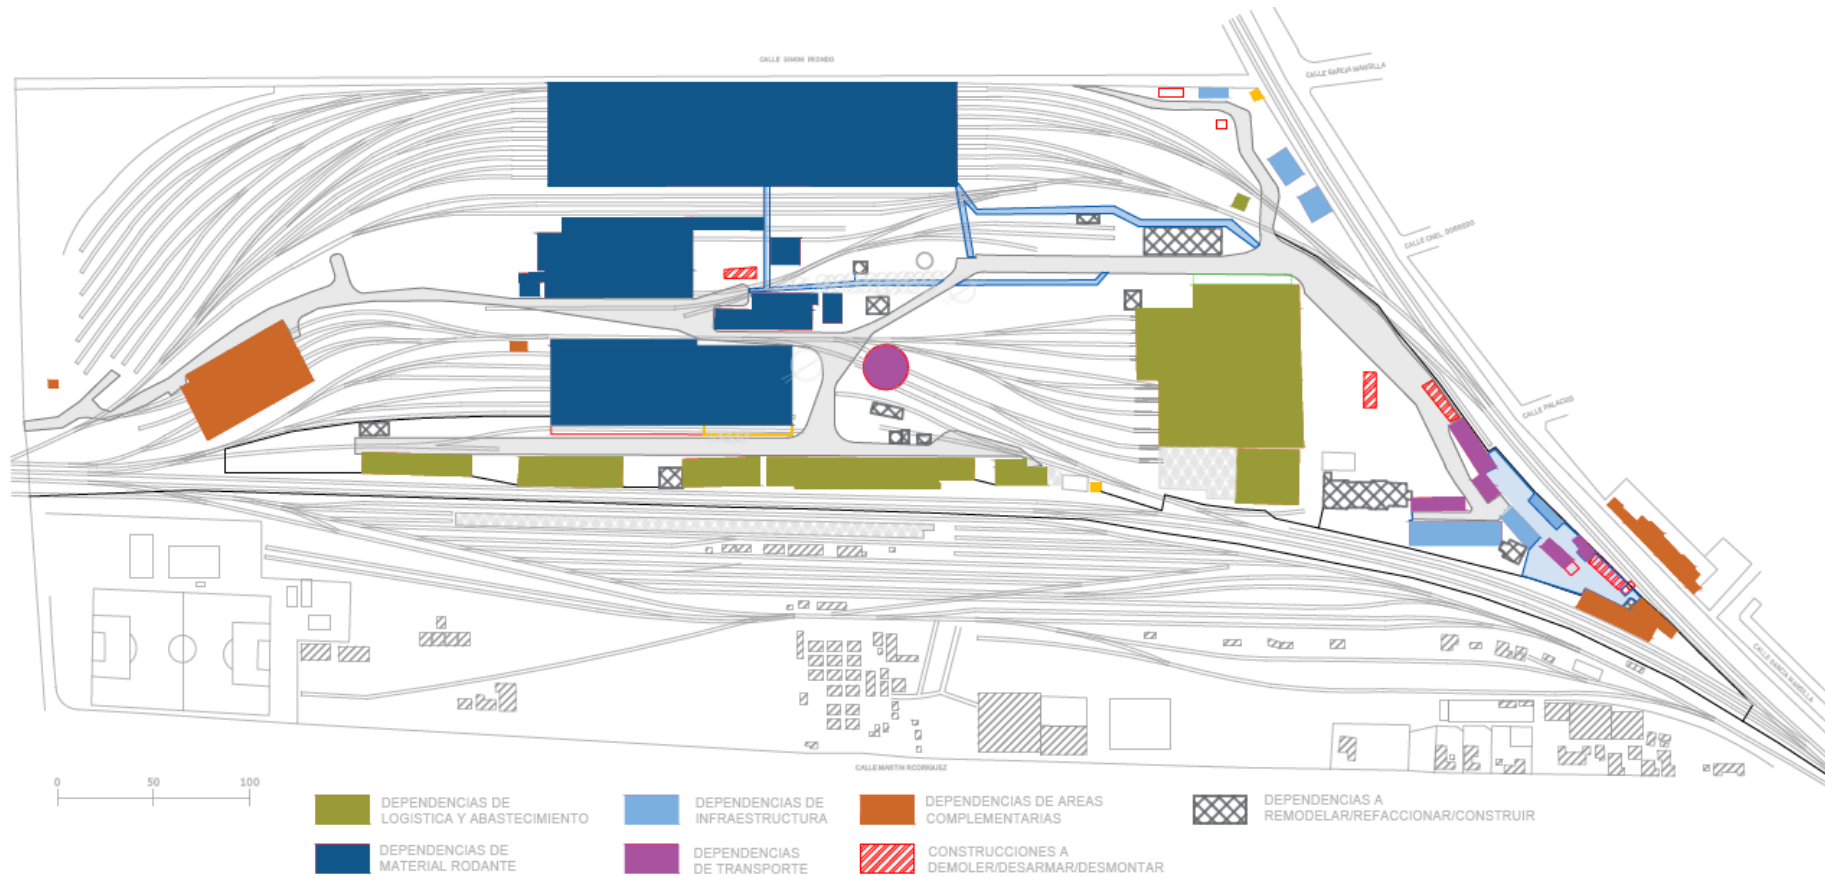 CALLE SIMON IRIONDO
CALLE GARCIA MANSILLA
CALLE CNEL. DORREGO
CALLE PALACIOS
CALLE GARCIA MANSILLA
CALLE MARTIN RODRIGUEZ
0 50 100
DEPENDENCIAS DE
LOGISTICA Y ABASTECIMIENTO
DEPENDENCIAS DE
INFRAESTRUCTURA
DEPENDENCIAS DE AREAS
COMPLEMENTARIAS
DEPENDENCIAS A
REMODELAR/REFACCIONAR/CONSTRUIR
DEPENDENCIAS DE
MATERIAL RODANTE
DEPENDENCIAS
DE TRANSPORTE
CONSTRUCCIONES A
DEMOLER/DESARMAR/DESMONTAR